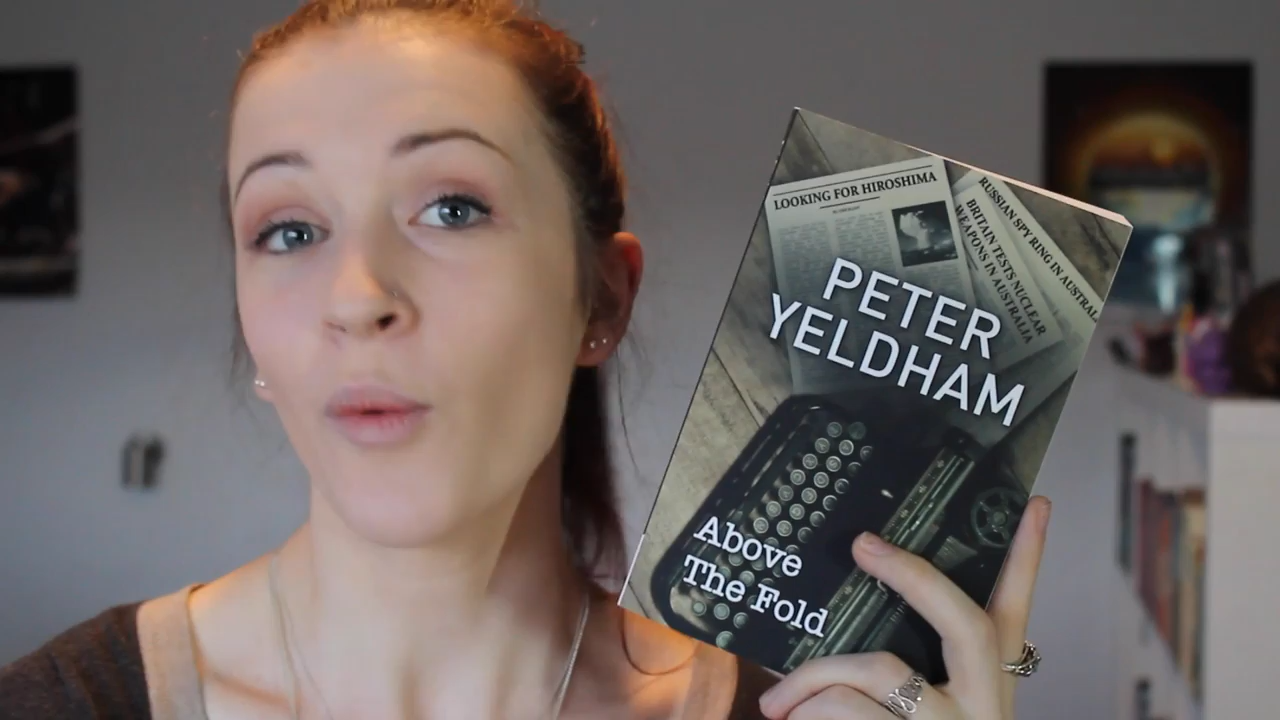 LOOKING FOR HIROSHIMA
RUSSIAN SPY RING IN AUSTRAL
BRITAIN TESTS NUCLEAR
WEAPONS IN AUSTRALIA
PETER
YELDHAM
Above
The Fold